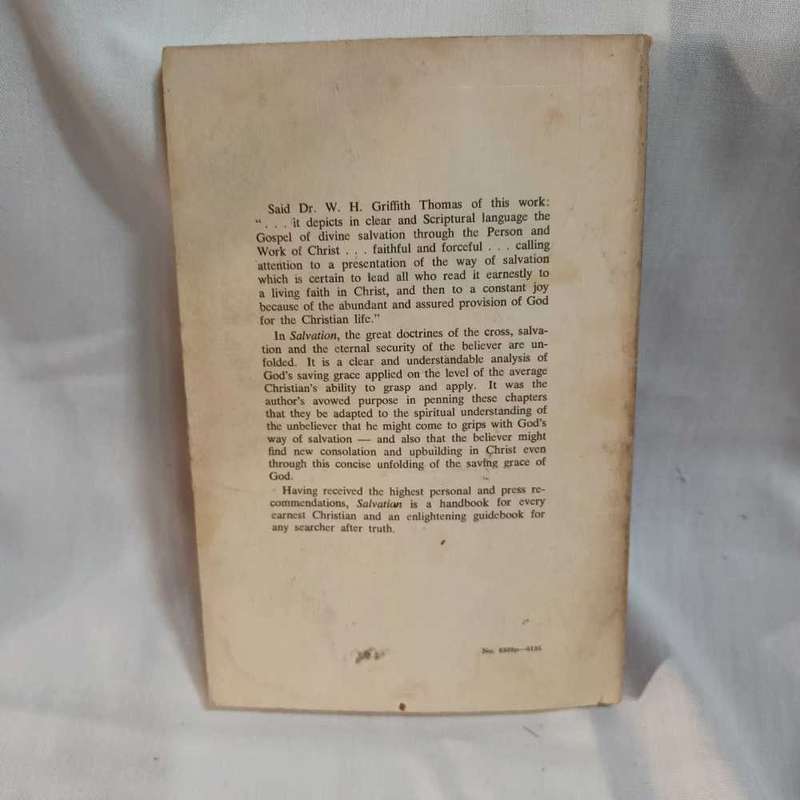 Said Dr. W. H. Griffith Thomas of this work:
“ . . . it depicts in clear and Scriptural language the
Gospel of divine salvation through the Person and
Work of Christ . . . faithful and forceful . . . calling
attention to a presentation of the way of salvation
which is certain to lead all who read it earnestly to
a living faith in Christ, and then to a constant joy
because of the abundant and assured provision of God
for the Christian life.”
In Salvation, the great doctrines of the cross, salva-
tion and the eternal security of the believer are un-
folded. It is a clear and understandable analysis of
God's saving grace applied on the level of the average
Christian's ability to grasp and apply. It was the
author's avowed purpose in penning these chapters
that they be adapted to the spiritual understanding of
the unbeliever that he might come to grips with God's
way of salvation — and also that the believer might
find new consolation and upbuilding in Christ even
through this concise unfolding of the saving grace of
God.
Having received the highest personal and press re-
commendations, Salvation is a handbook for every
earnest Christian and an enlightening guidebook for
any searcher after truth.
No.